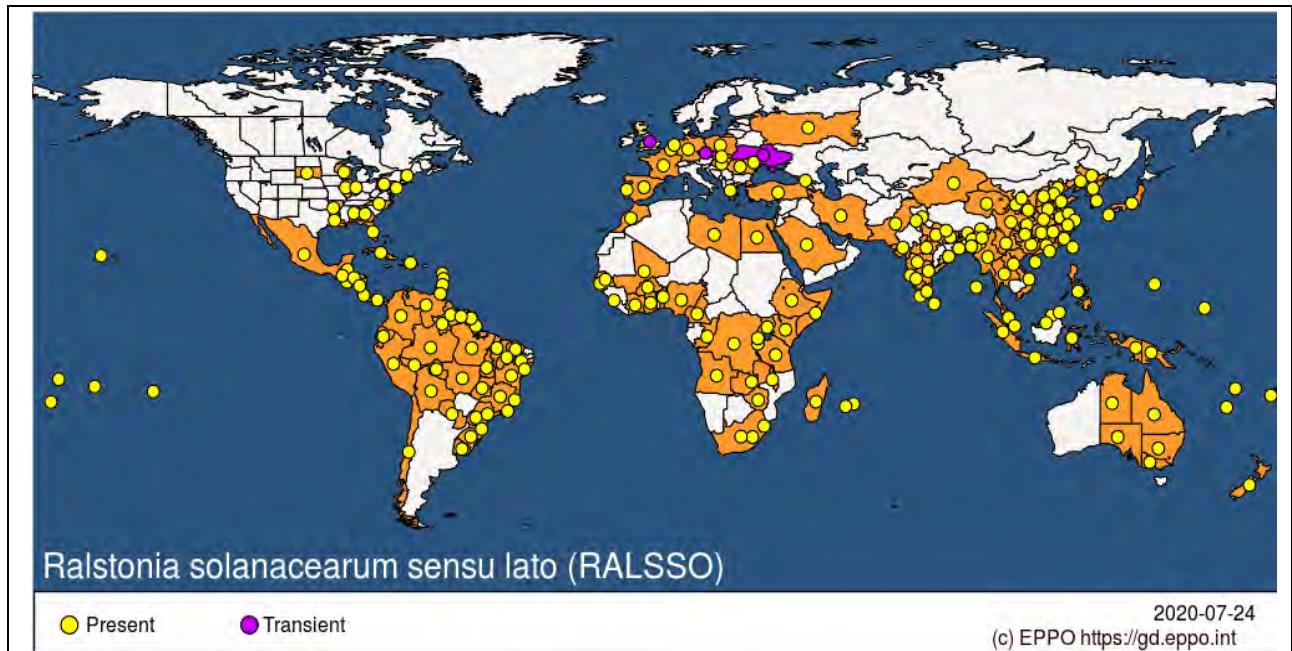 Ralstonia solanacearum sensu lato (RALSSO)
Present
Transient
2020-07-24
(c) EPPO https://gd.eppo.int